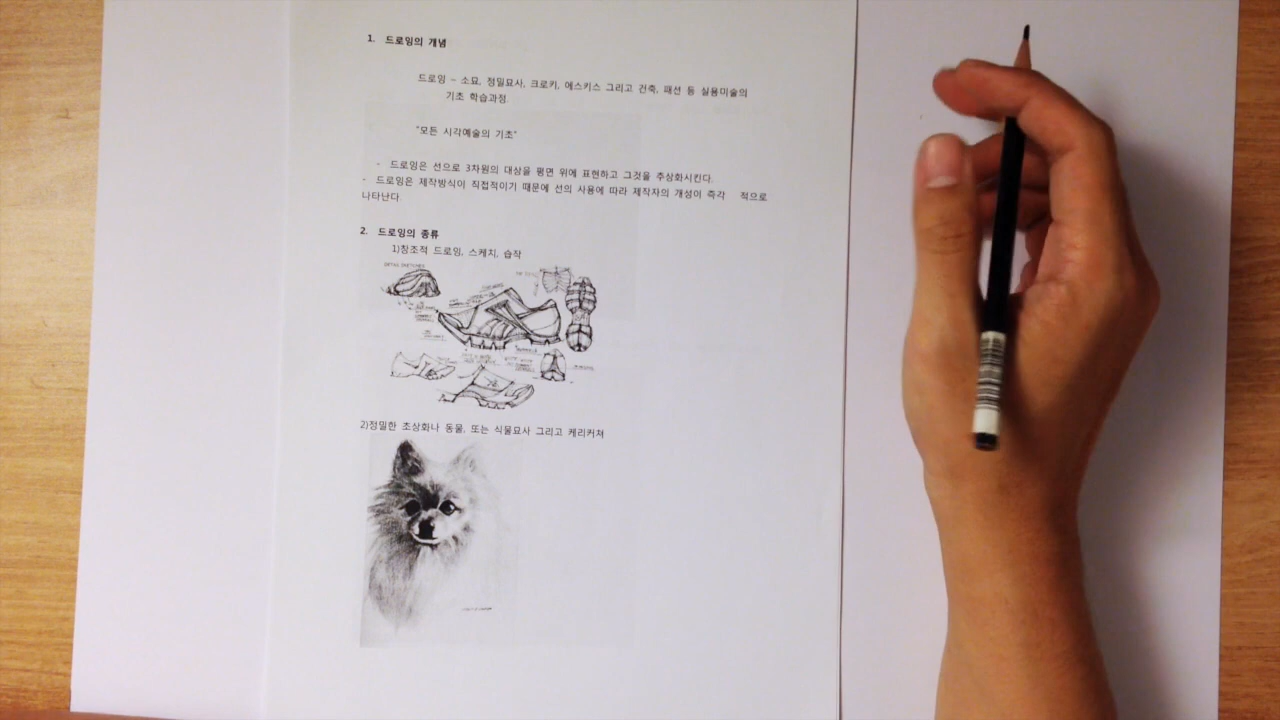 1. 드로잉의 개념
드로잉 – 소묘, 정밀묘사, 크로키, 에스키스 그리고 건축, 패션 등 실용미술의
기초 학습과정.
"모든 시각예술의 기초"
- 드로잉은 선으로 3차원의 대상을 평면 위에 표현하고 그것을 추상화시킨다.
- 드로잉은 제작방식이 직접적이기 때문에 선의 사용에 따라 제작자의 개성이 즉각 적으로
나타난다.
2. 드로잉의 종류
1)창조적 드로잉, 스케치, 습작
DETAIL SKETCHES
2)정밀한 초상화나 동물, 또는 식물묘사 그리고 케리커쳐